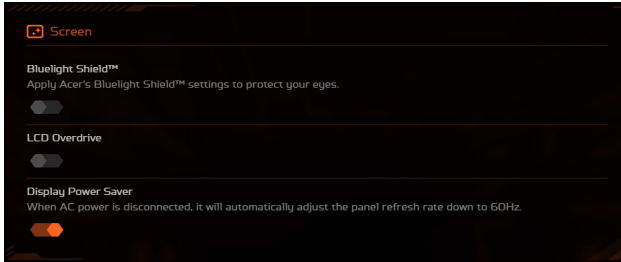 Screen
Bluelight Shield™
Apply Acer's Bluelight Shield™ settings to protect your eyes.
LCD Overdrive
Display Power Saver
When AC power is disconnected, it will automatically adjust the panel refresh rate down to 60Hz.